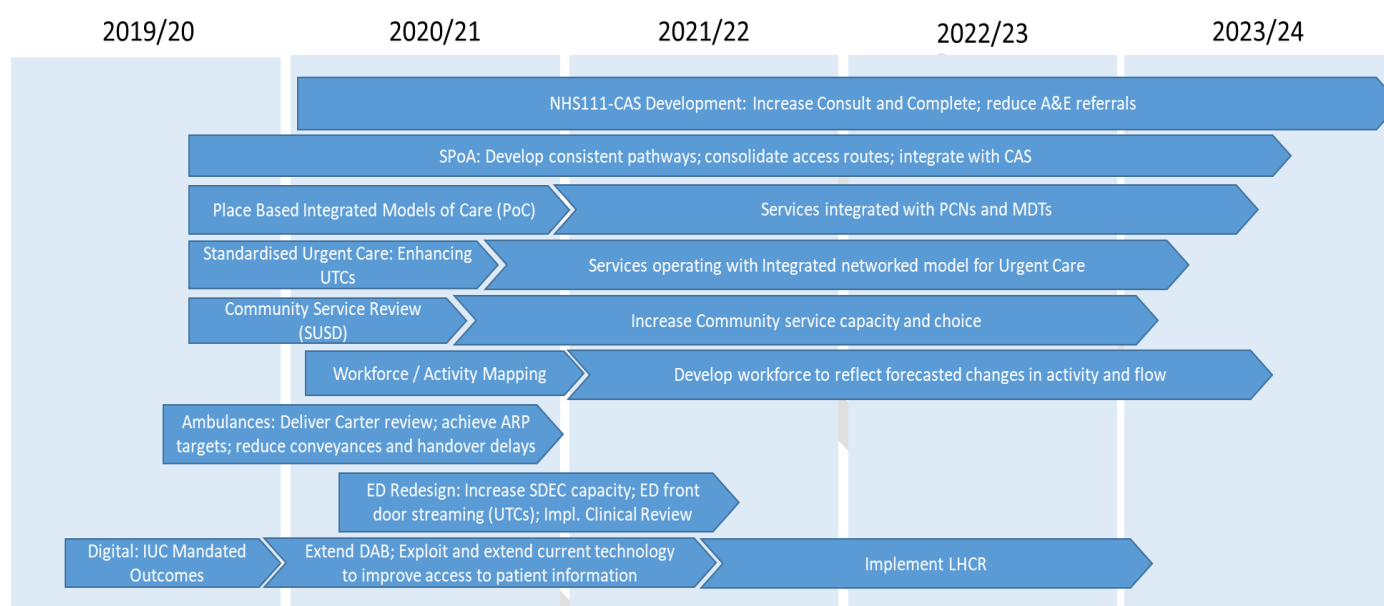 2019/20 2020/21 2021/22 2022/23 2023/24
NHS111-CAS Development: Increase Consult and Complete; reduce A&E referrals
SPoA: Develop consistent pathways; consolidate access routes; integrate with CAS
Place Based Integrated Models of Care (PoC)
Services integrated with PCNs and MDTs
Standardised Urgent Care: Enhancing
UTCs
Services operating with Integrated networked model for Urgent Care
Community Service Review
(SUSD)
Increase Community service capacity and choice
Workforce / Activity Mapping
Develop workforce to reflect forecasted changes in activity and flow
Ambulances: Deliver Carter review; achieve ARP
targets; reduce conveyances and handover delays
ED Redesign: Increase SDEC capacity; ED front
door streaming (UTCs); Impl. Clinical Review
Digital: IUC Mandated
Outcomes
Extend DAB; Exploit and extend current technology
to improve access to patient information
Implement LHCR